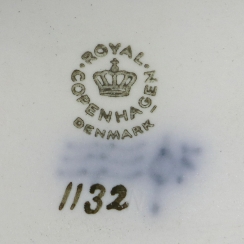 ROYAL
COPENHAGEN
DENMARK
1132